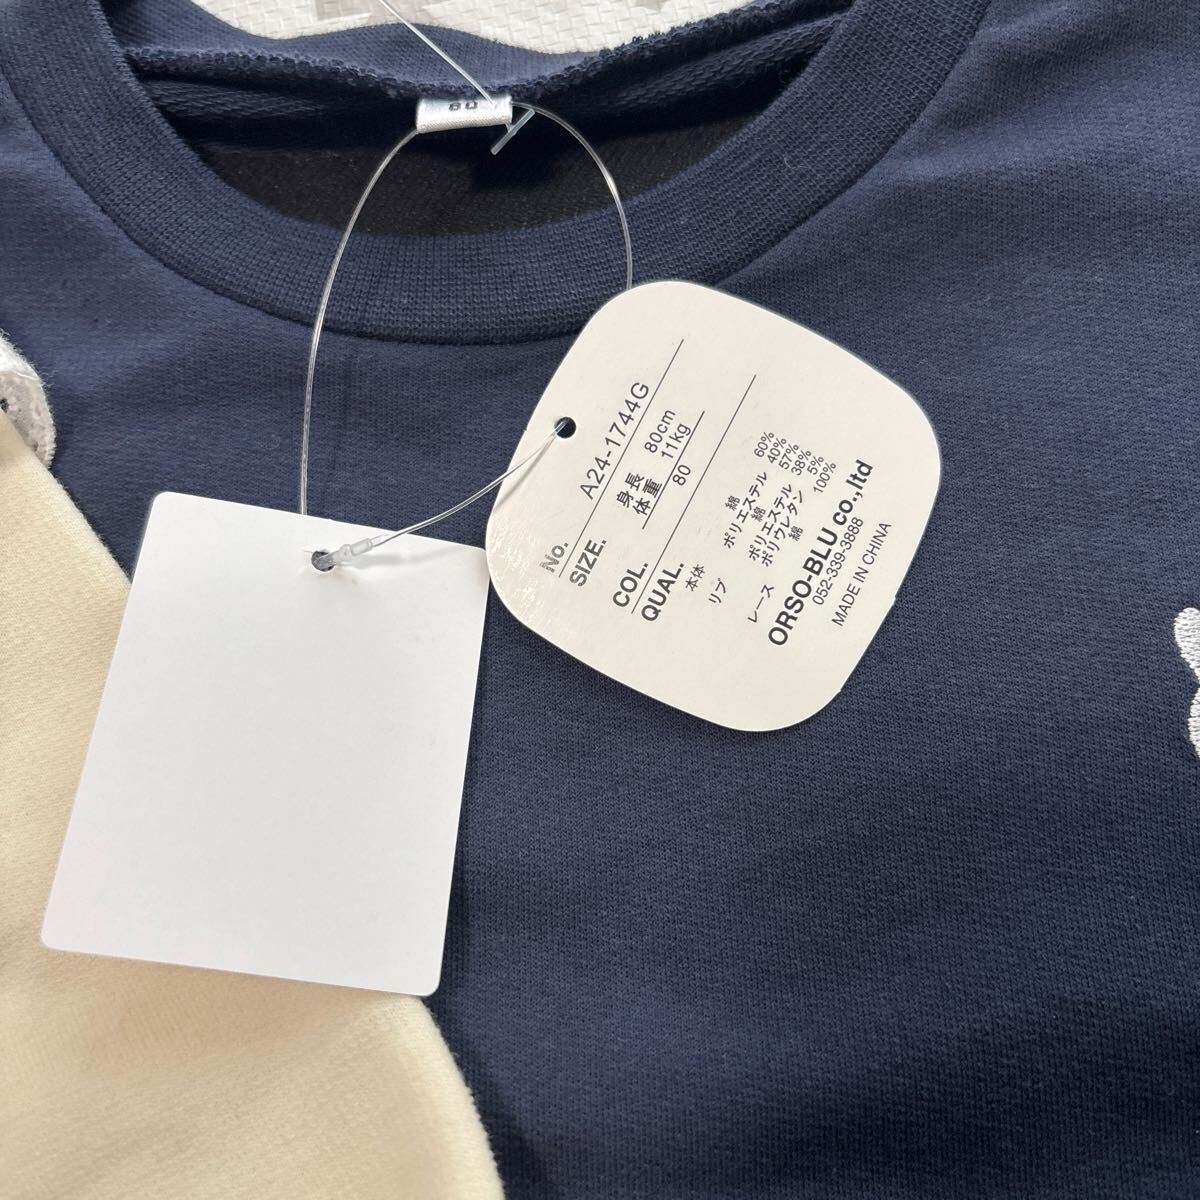 80
No. A24-1744G
SIZE. 身長 80cm
体重 11kg
COL. 80
QUAL.
本体 綿 60%
ポリエステル 40%
リブ 綿 57%
ポリエステル 38%
ポリウレタン 5%
レース 綿 100%
ORSO-BLU co.,ltd
052-339-3888
MADE IN CHINA